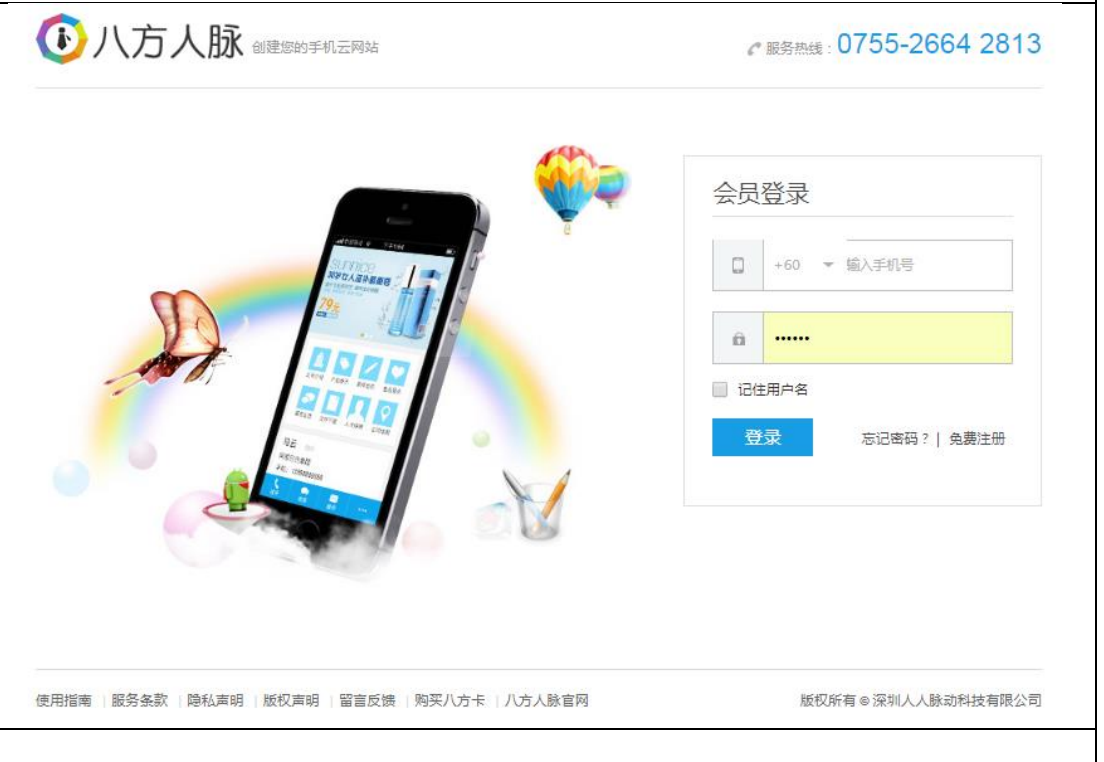 八方人脉 创建您的手机云网站
服务热线：0755-2664 2813
会员登录
+60 输入手机号
••••••
记住用户名
登录 忘记密码？| 免费注册
79元
使用指南 | 服务条款 | 隐私声明 | 版权声明 | 留言反馈 | 购买八方卡 | 八方人脉官网
版权所有 © 深圳人人脉动科技有限公司